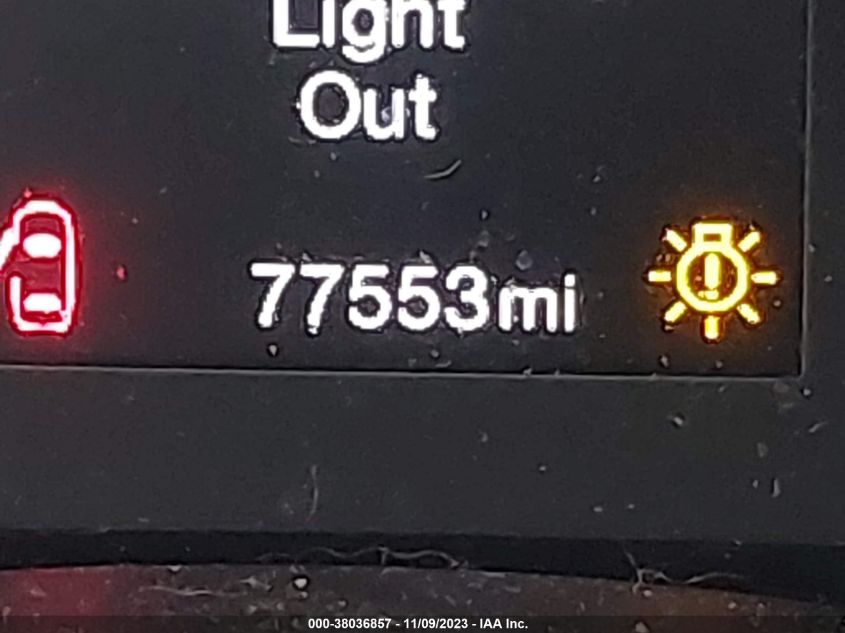 Light
Out
77553mi
000-38036857 - 11/09/2023 - IAA Inc.